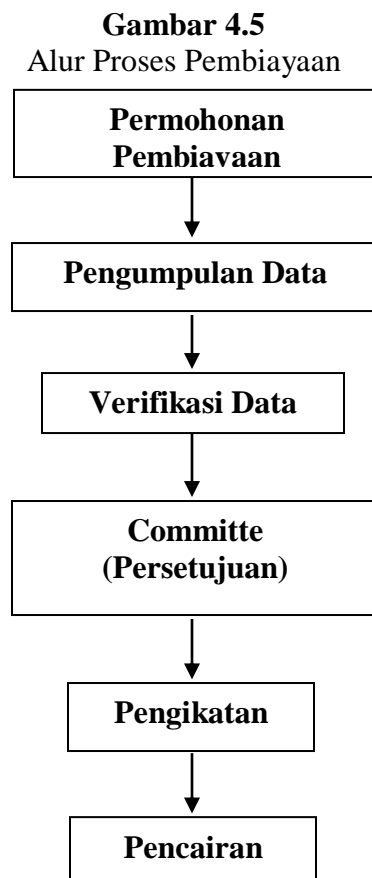 Gambar 4.5
Alur Proses Pembiayaan
Permohonan
Pembiavaan
Pengumpulan Data
Verifikasi Data
Committe
(Persetujuan)
Pengikatan
Pencairan